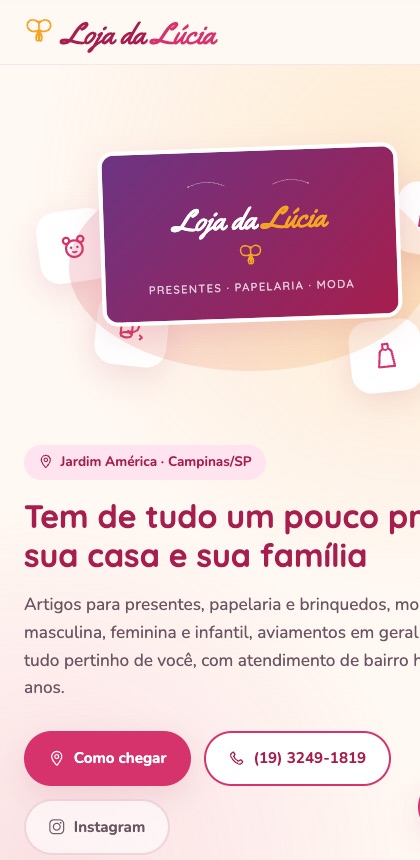 Loja da Lúcia
Loja da Lúcia
PRESENTES · PAPELARIA · MODA
Jardim América · Campinas/SP
Tem de tudo um pouco pr
sua casa e sua família
Artigos para presentes, papelaria e brinquedos, mo
masculina, feminina e infantil, aviamentos em geral
tudo pertinho de você, com atendimento de bairro h
anos.
Como chegar
(19) 3249-1819
Instagram